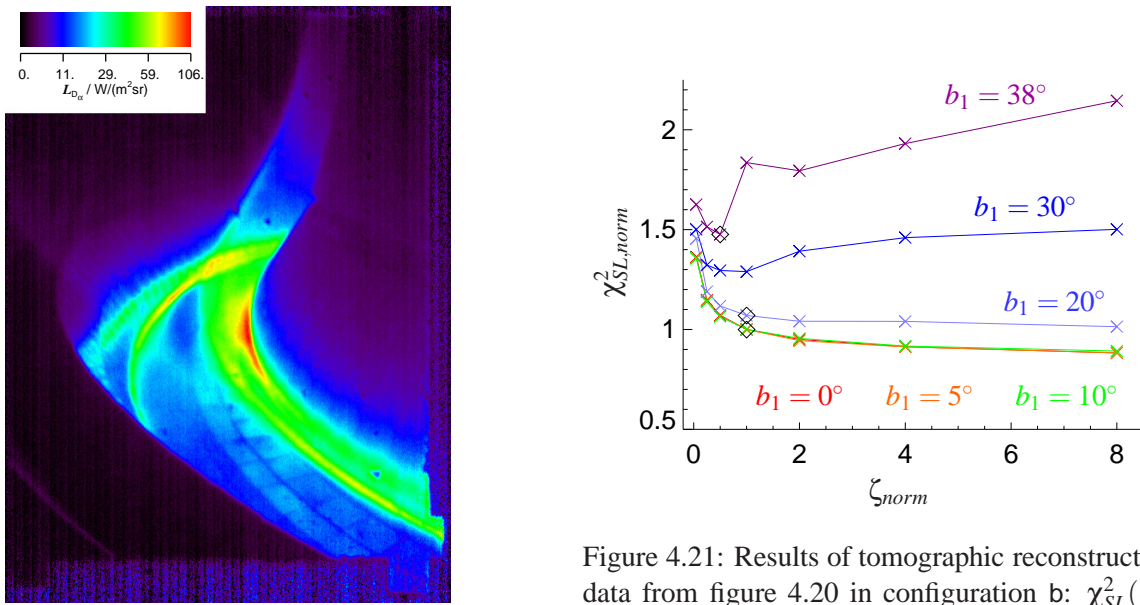 0. 11. 29. 59. 106.
L_Dα / W/(m²sr)
b₁ = 38°
b₁ = 30°
b₁ = 20°
b₁ = 0° b₁ = 5° b₁ = 10°
2
1.5
1
0.5
χ²_SL,norm
0 2 4 6 8
ζ_norm
Figure 4.21: Results of tomographic reconstruct
data from figure 4.20 in configuration b: χ²_SL(